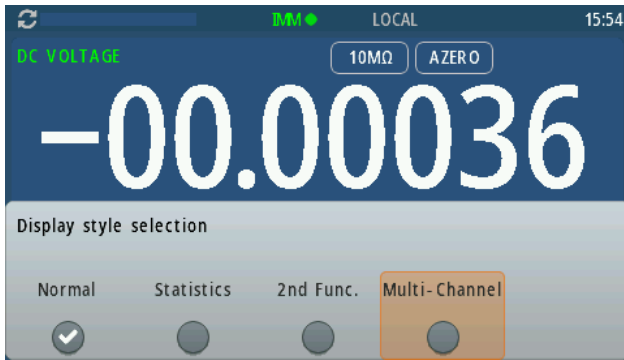 IMM LOCAL 15:54
DC VOLTAGE 10MΩ AZERO
-00.00036
Display style selection
Normal Statistics 2nd Func. Multi-Channel